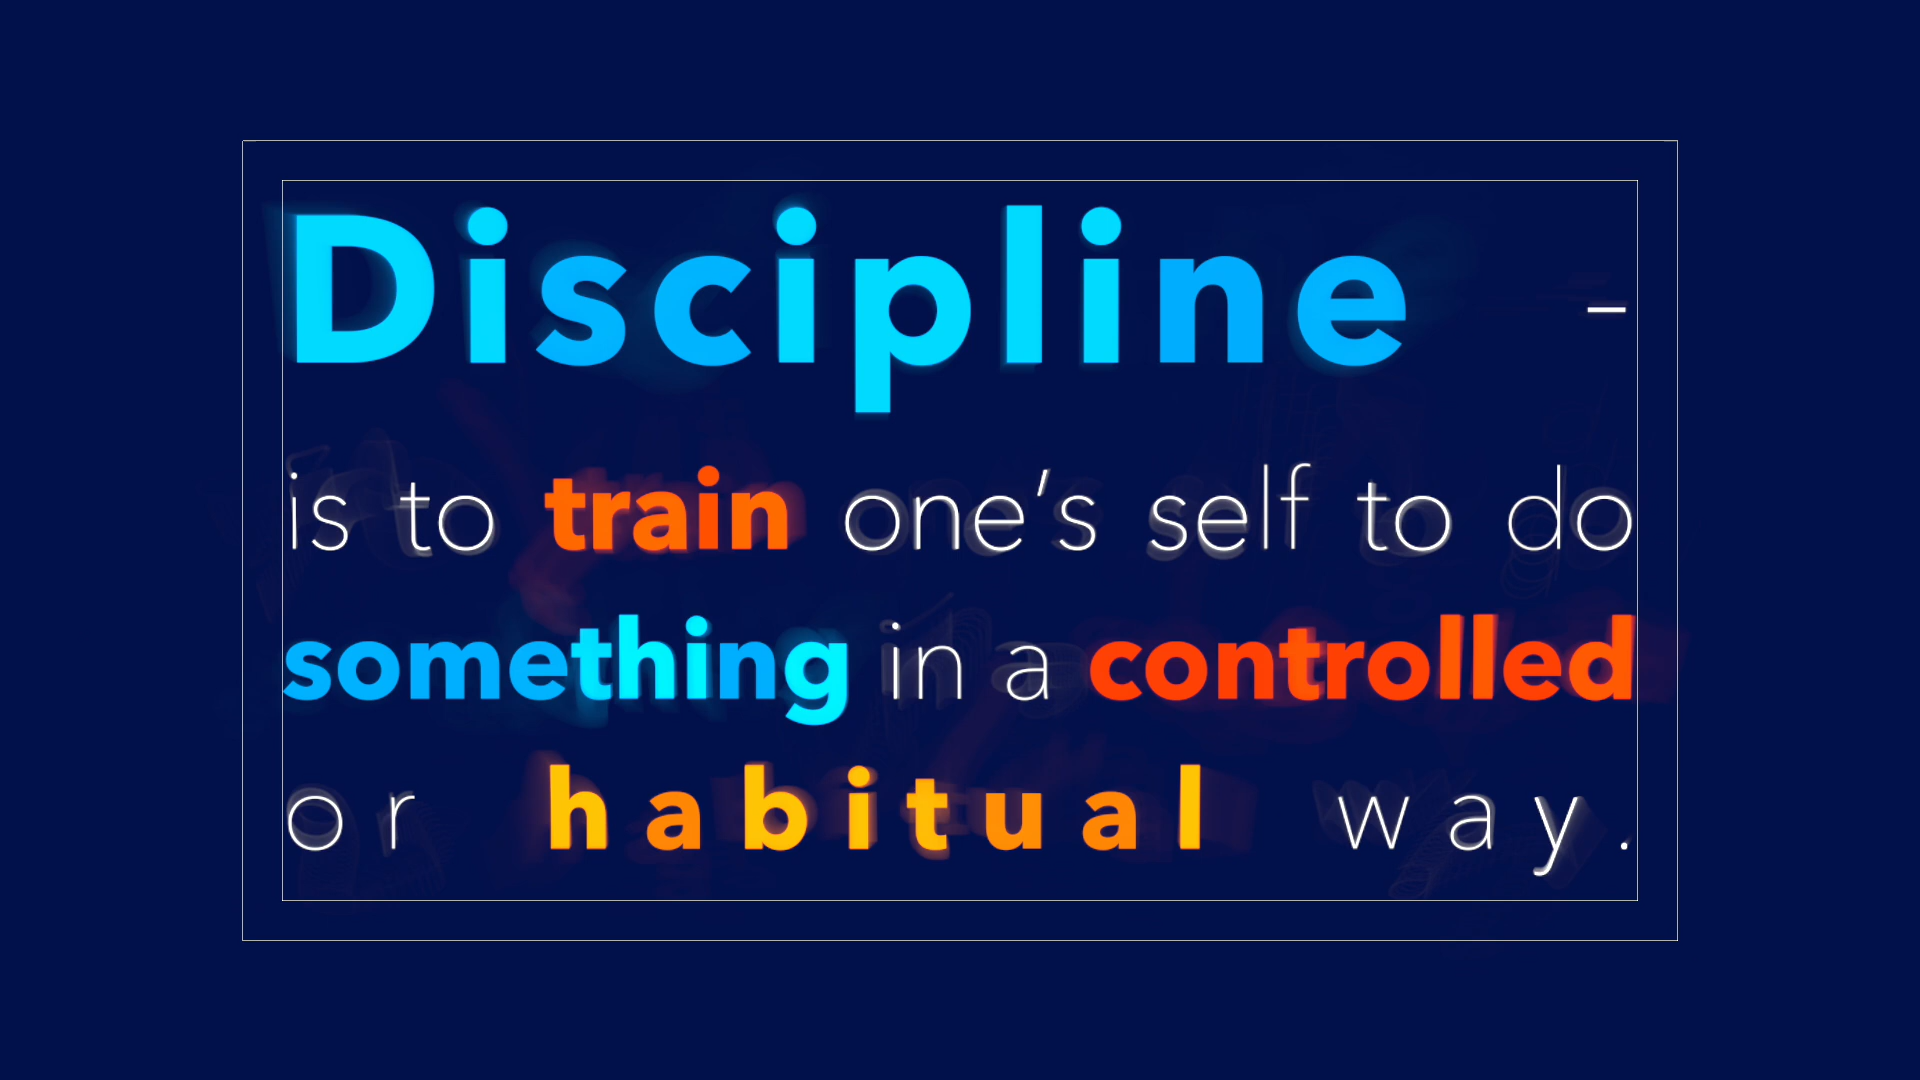 Discipline –
is to train one’s self to do
something in a controlled
or habitual way.